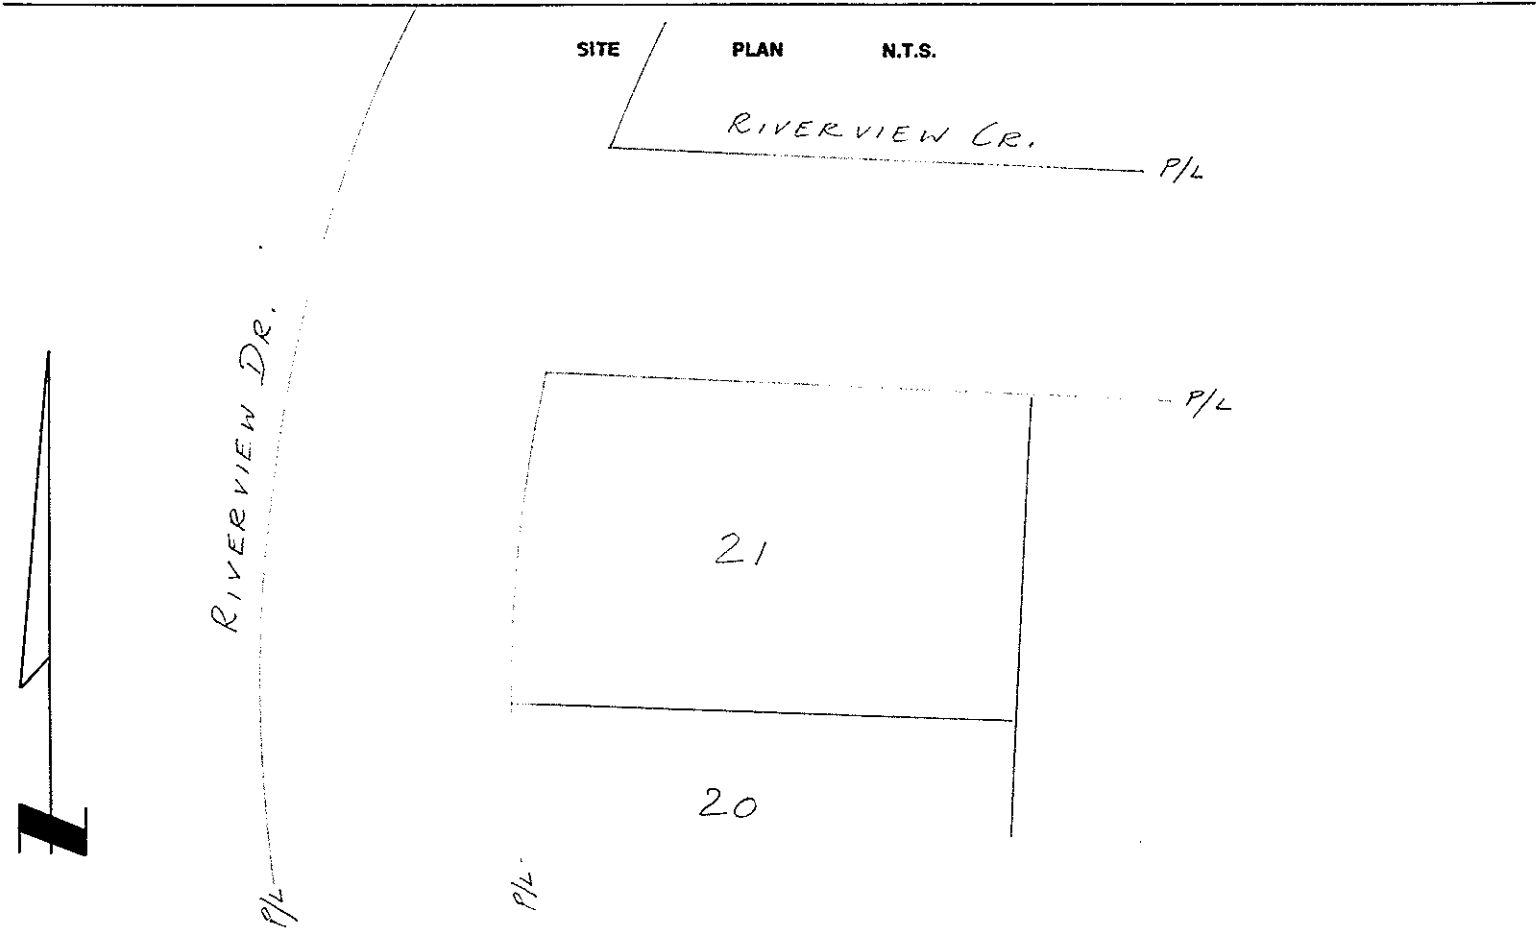 SITE PLAN N.T.S.
RIVERVIEW CR.
P/L
RIVERVIEW DR.
P/L
21
20
P/L
P/L
N